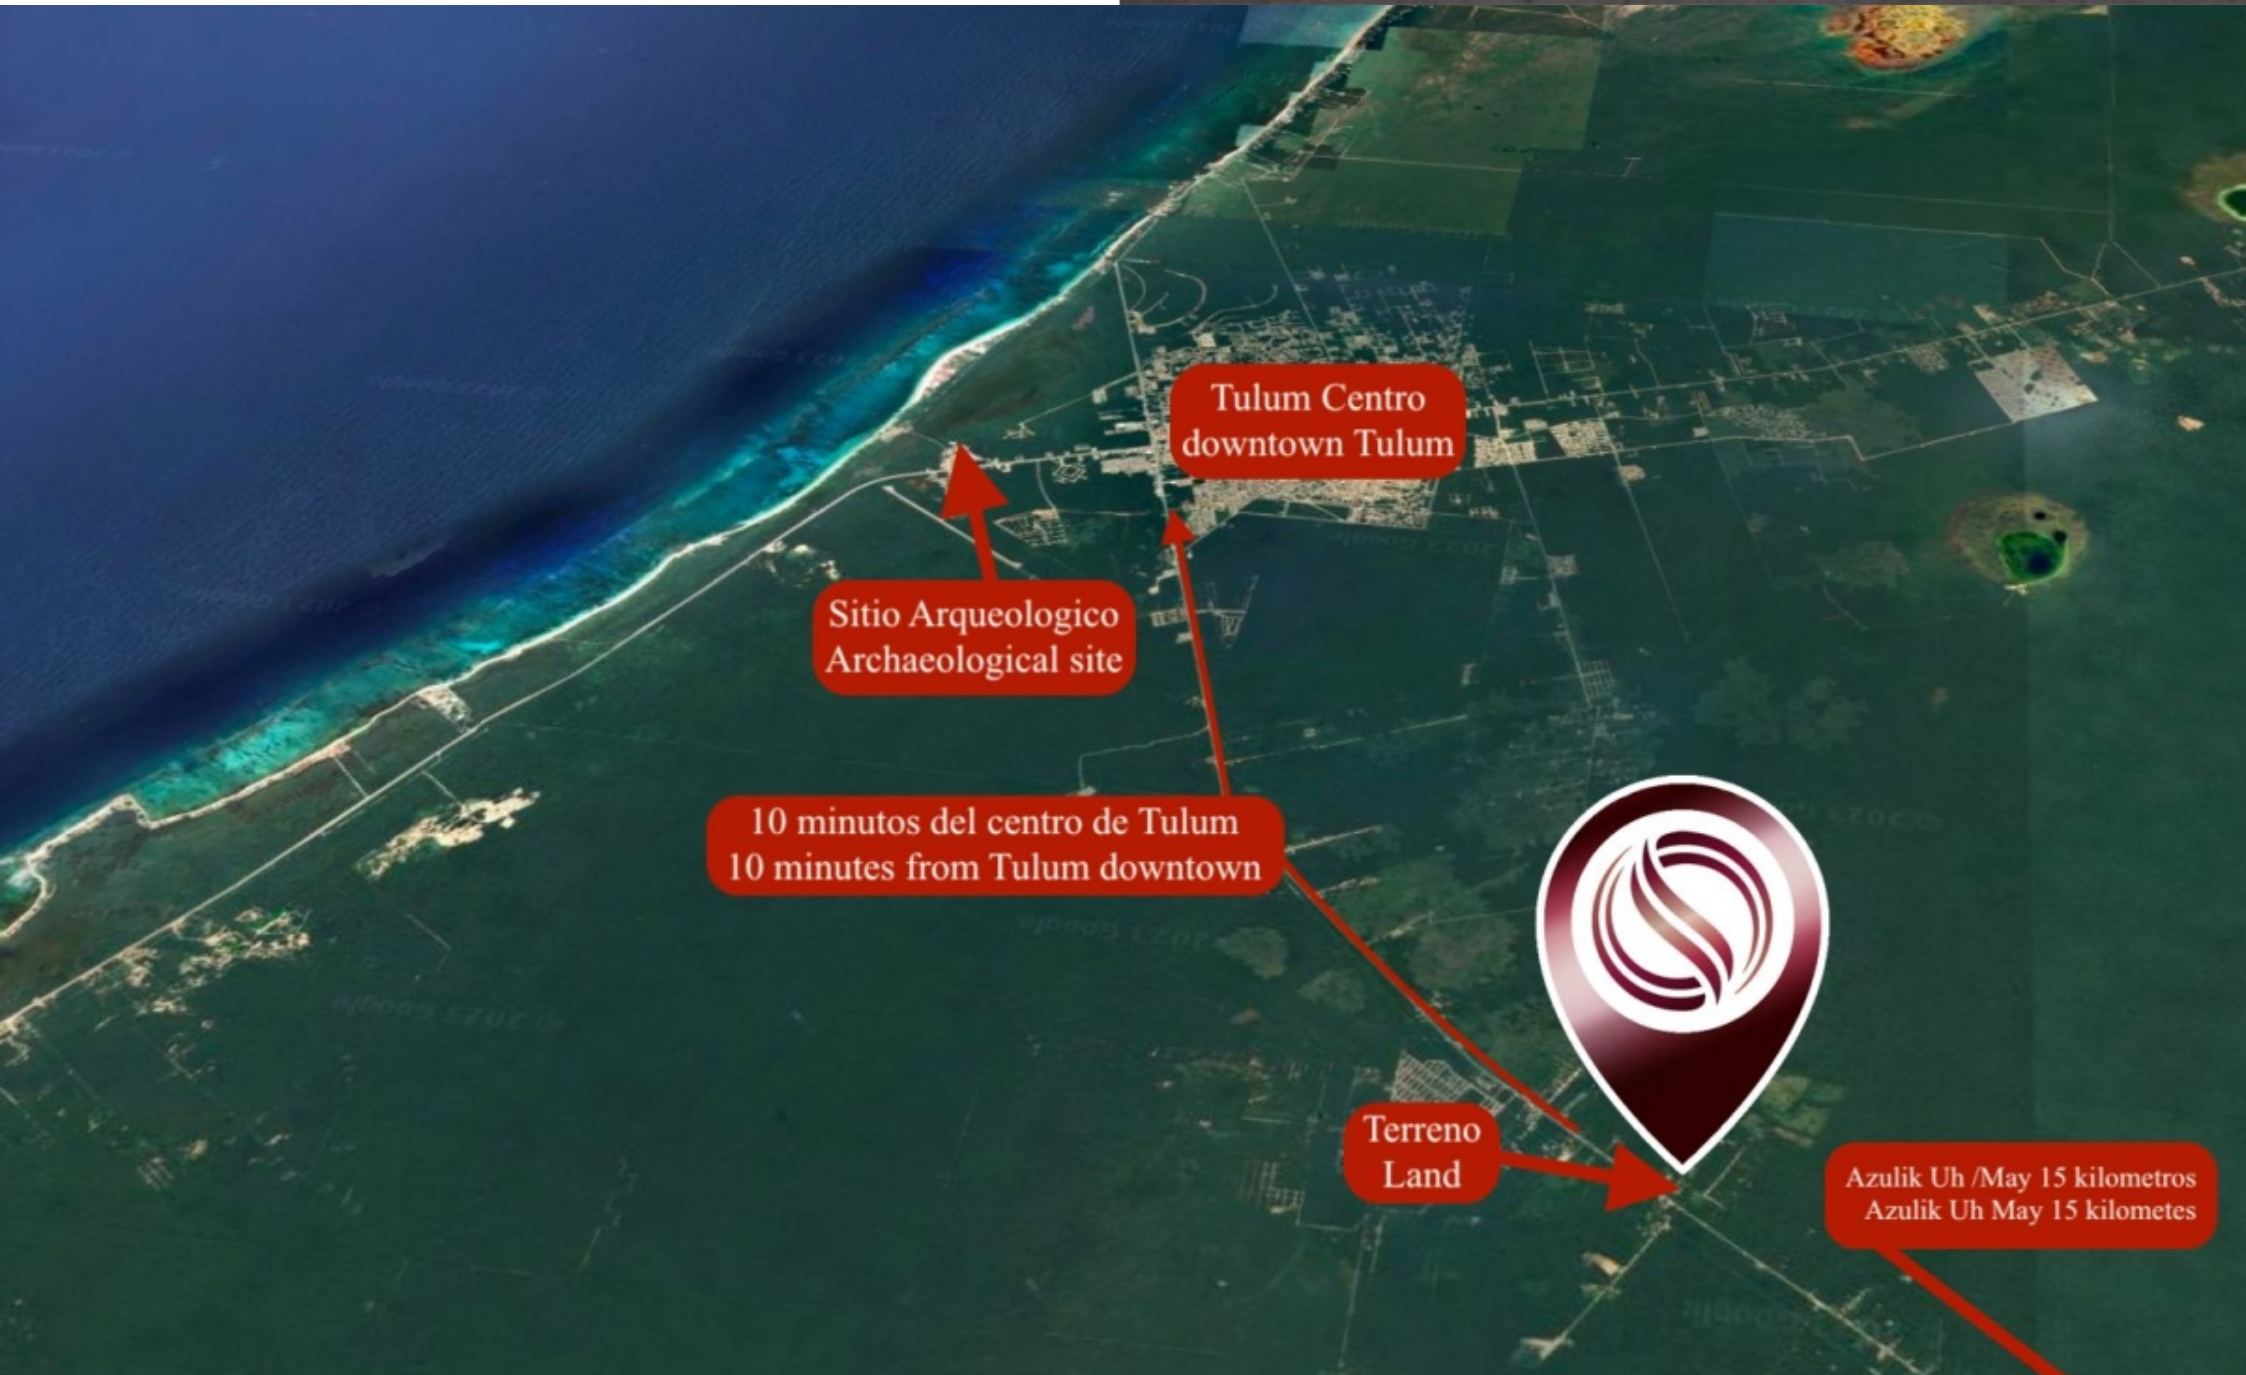 Tulum Centro
downtown Tulum
Sitio Arqueologico
Archaeological site
10 minutos del centro de Tulum
10 minutes from Tulum downtown
Terreno
Land
Azulik Uh /May 15 kilometros
Azulik Uh May 15 kilometes